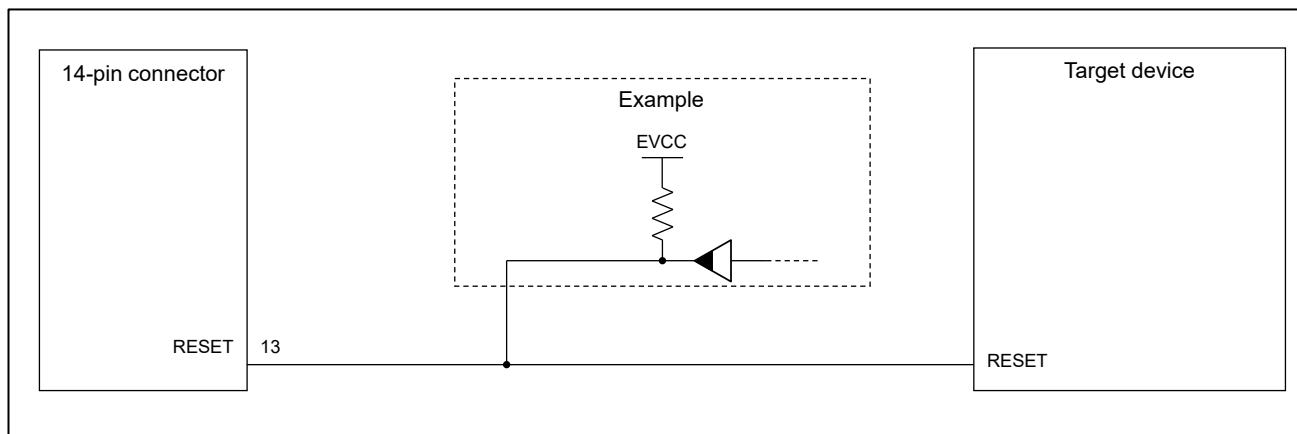 14-pin connector
Target device
Example
EVCC
RESET 13
RESET